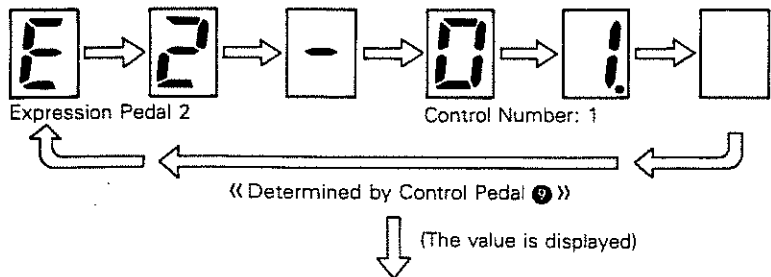 E 2 - 0 1.
Expression Pedal 2 Control Number: 1
《Determined by Control Pedal ❾》
(The value is displayed)